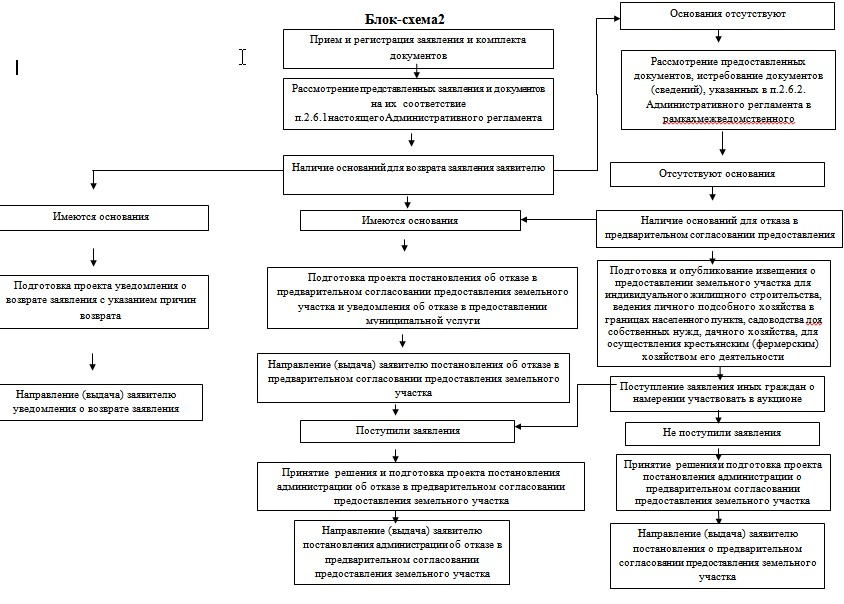 Блок-схема2
Прием и регистрация заявления и комплекта
документов
Рассмотрение представленных заявления и документов
на их соответствие
п.2.6.1настоящегоАдминистративного регламента
Наличие оснований для возврата заявления заявителю
Имеются основания
Подготовка проекта уведомления о
возврате заявления с указанием причин
возврата
Направление (выдача) заявителю
уведомления о возврате заявления
Имеются основания
Подготовка проекта постановления об отказе в
предварительном согласовании предоставления земельного
участка и уведомления об отказе в предоставлении
муниципальной услуги
Направление (выдача) заявителю постановления об отказе в
предварительном согласовании предоставления земельного
участка
Поступили заявления
Принятие решения и подготовка проекта постановления
администрации об отказе в предварительном согласовании
предоставления земельного участка
Направление (выдача) заявителю
постановления администрации об отказе в
предварительном согласовании
предоставления земельного участка
Основания отсутствуют
Рассмотрение предоставленных
документов, истребование документов
(сведений), указанных в п.2.6.2.
Административного регламента в
рамкахмежведомственного
Отсутствуют основания
Наличие оснований для отказа в
предварительном согласовании предоставления
Подготовка и опубликование извещения о
предоставлении земельного участка для
индивидуального жилищного строительства,
ведения личного подсобного хозяйства в
границах населенного пункта, садоводства лоя
собственных нужд, дачного хозяйства, для
осуществления крестьянским (фермерским)
хозяйством его деятельности
Поступление заявления иных граждан о
намерении участвовать в аукционе
Не поступили заявления
Принятие решения и подготовка проекта
постановления администрации о
предварительном согласовании
предоставления земельного участка
Направление (выдача) заявителю
постановления о предварительном
согласовании предоставления земельного
участка